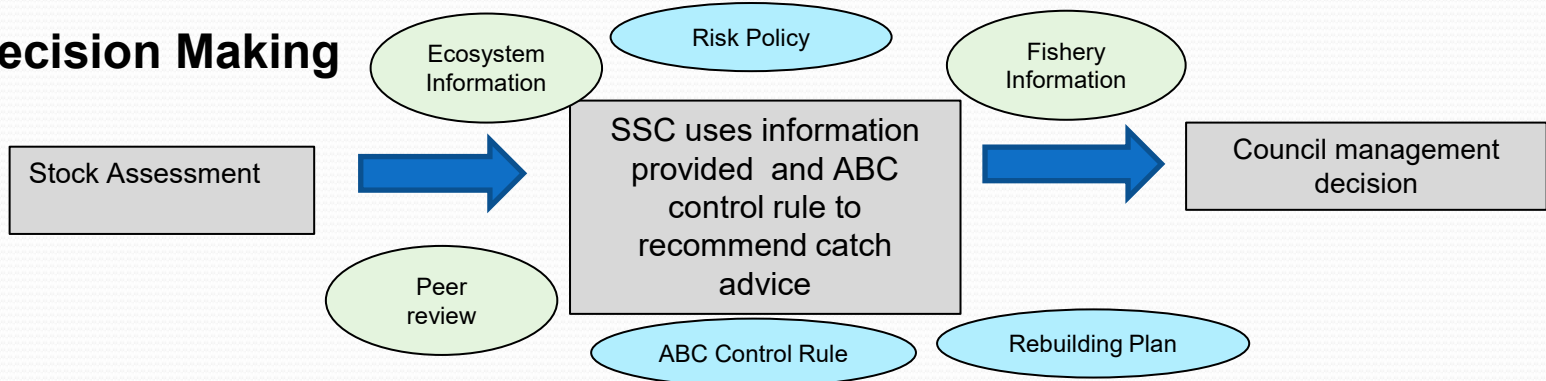 ecision Making
Ecosystem
Information
Risk Policy
Fishery
Information
Stock Assessment
SSC uses information
provided  and ABC
control rule to
recommend catch
advice
Council management
decision
Peer
review
ABC Control Rule
Rebuilding Plan